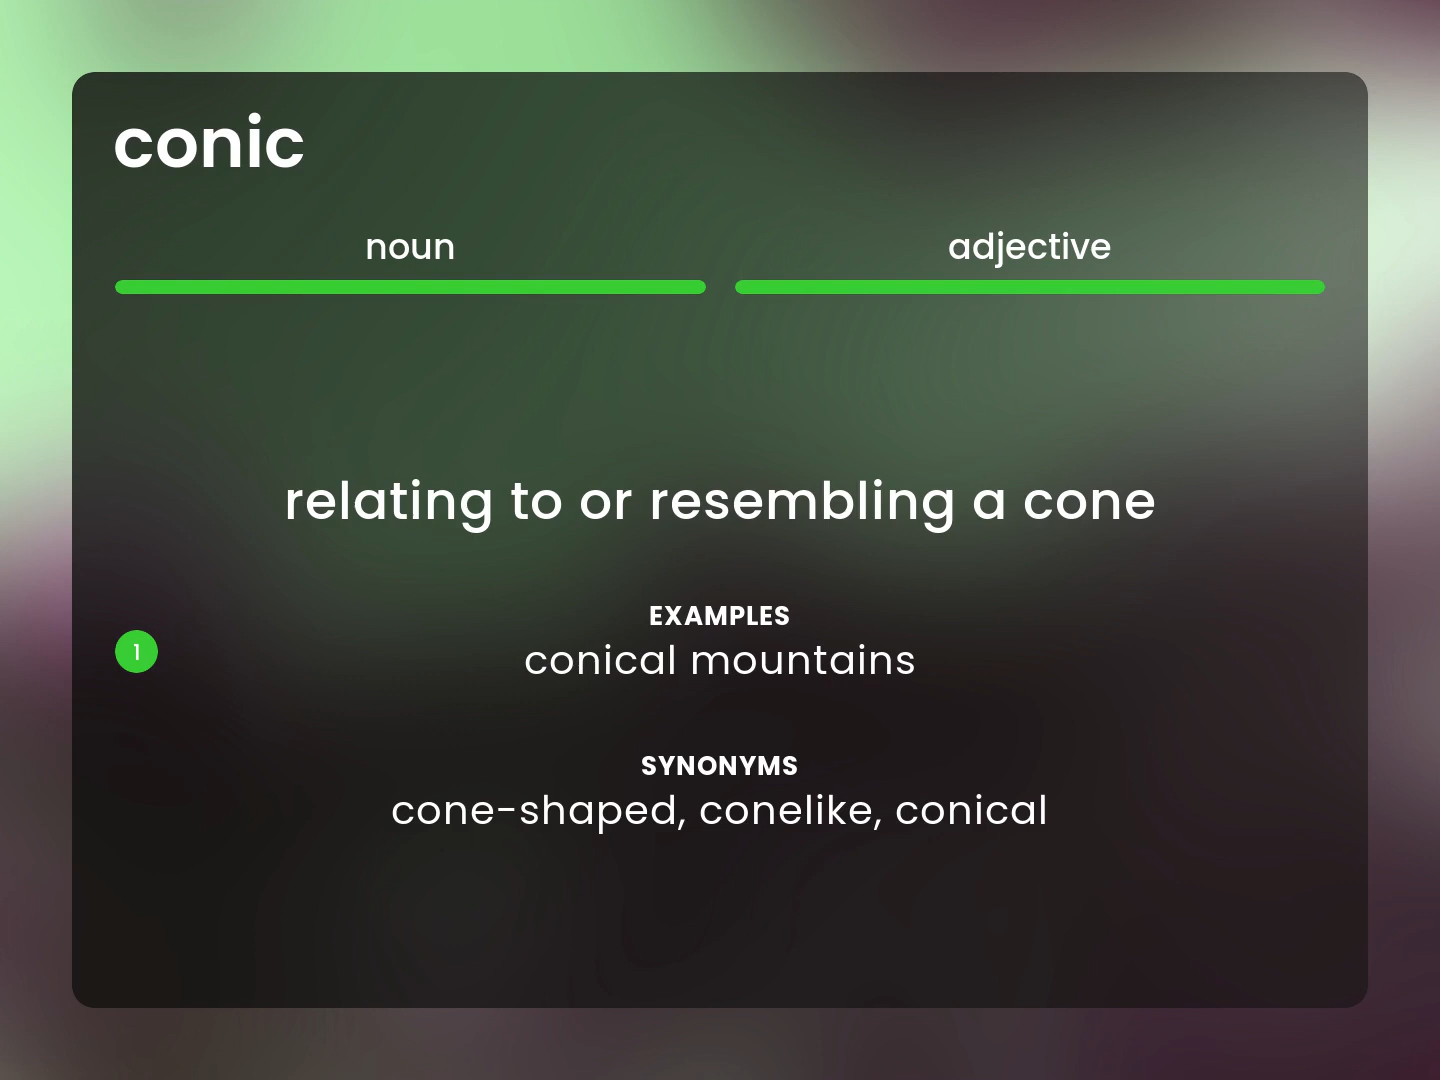 conic
noun
adjective
relating to or resembling a cone
EXAMPLES
1
conical mountains
SYNONYMS
cone-shaped, conelike, conical